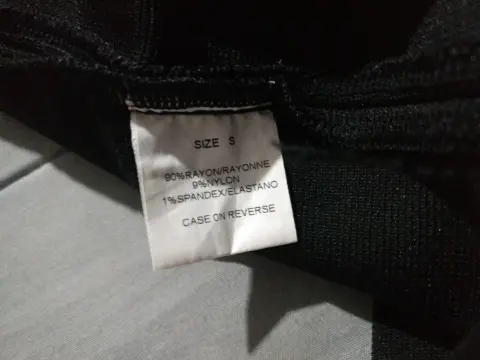 SIZE S
90%RAYON/RAYONNE
9%NYLON
1%SPANDEX/ELASTANO
CASE ON REVERSE